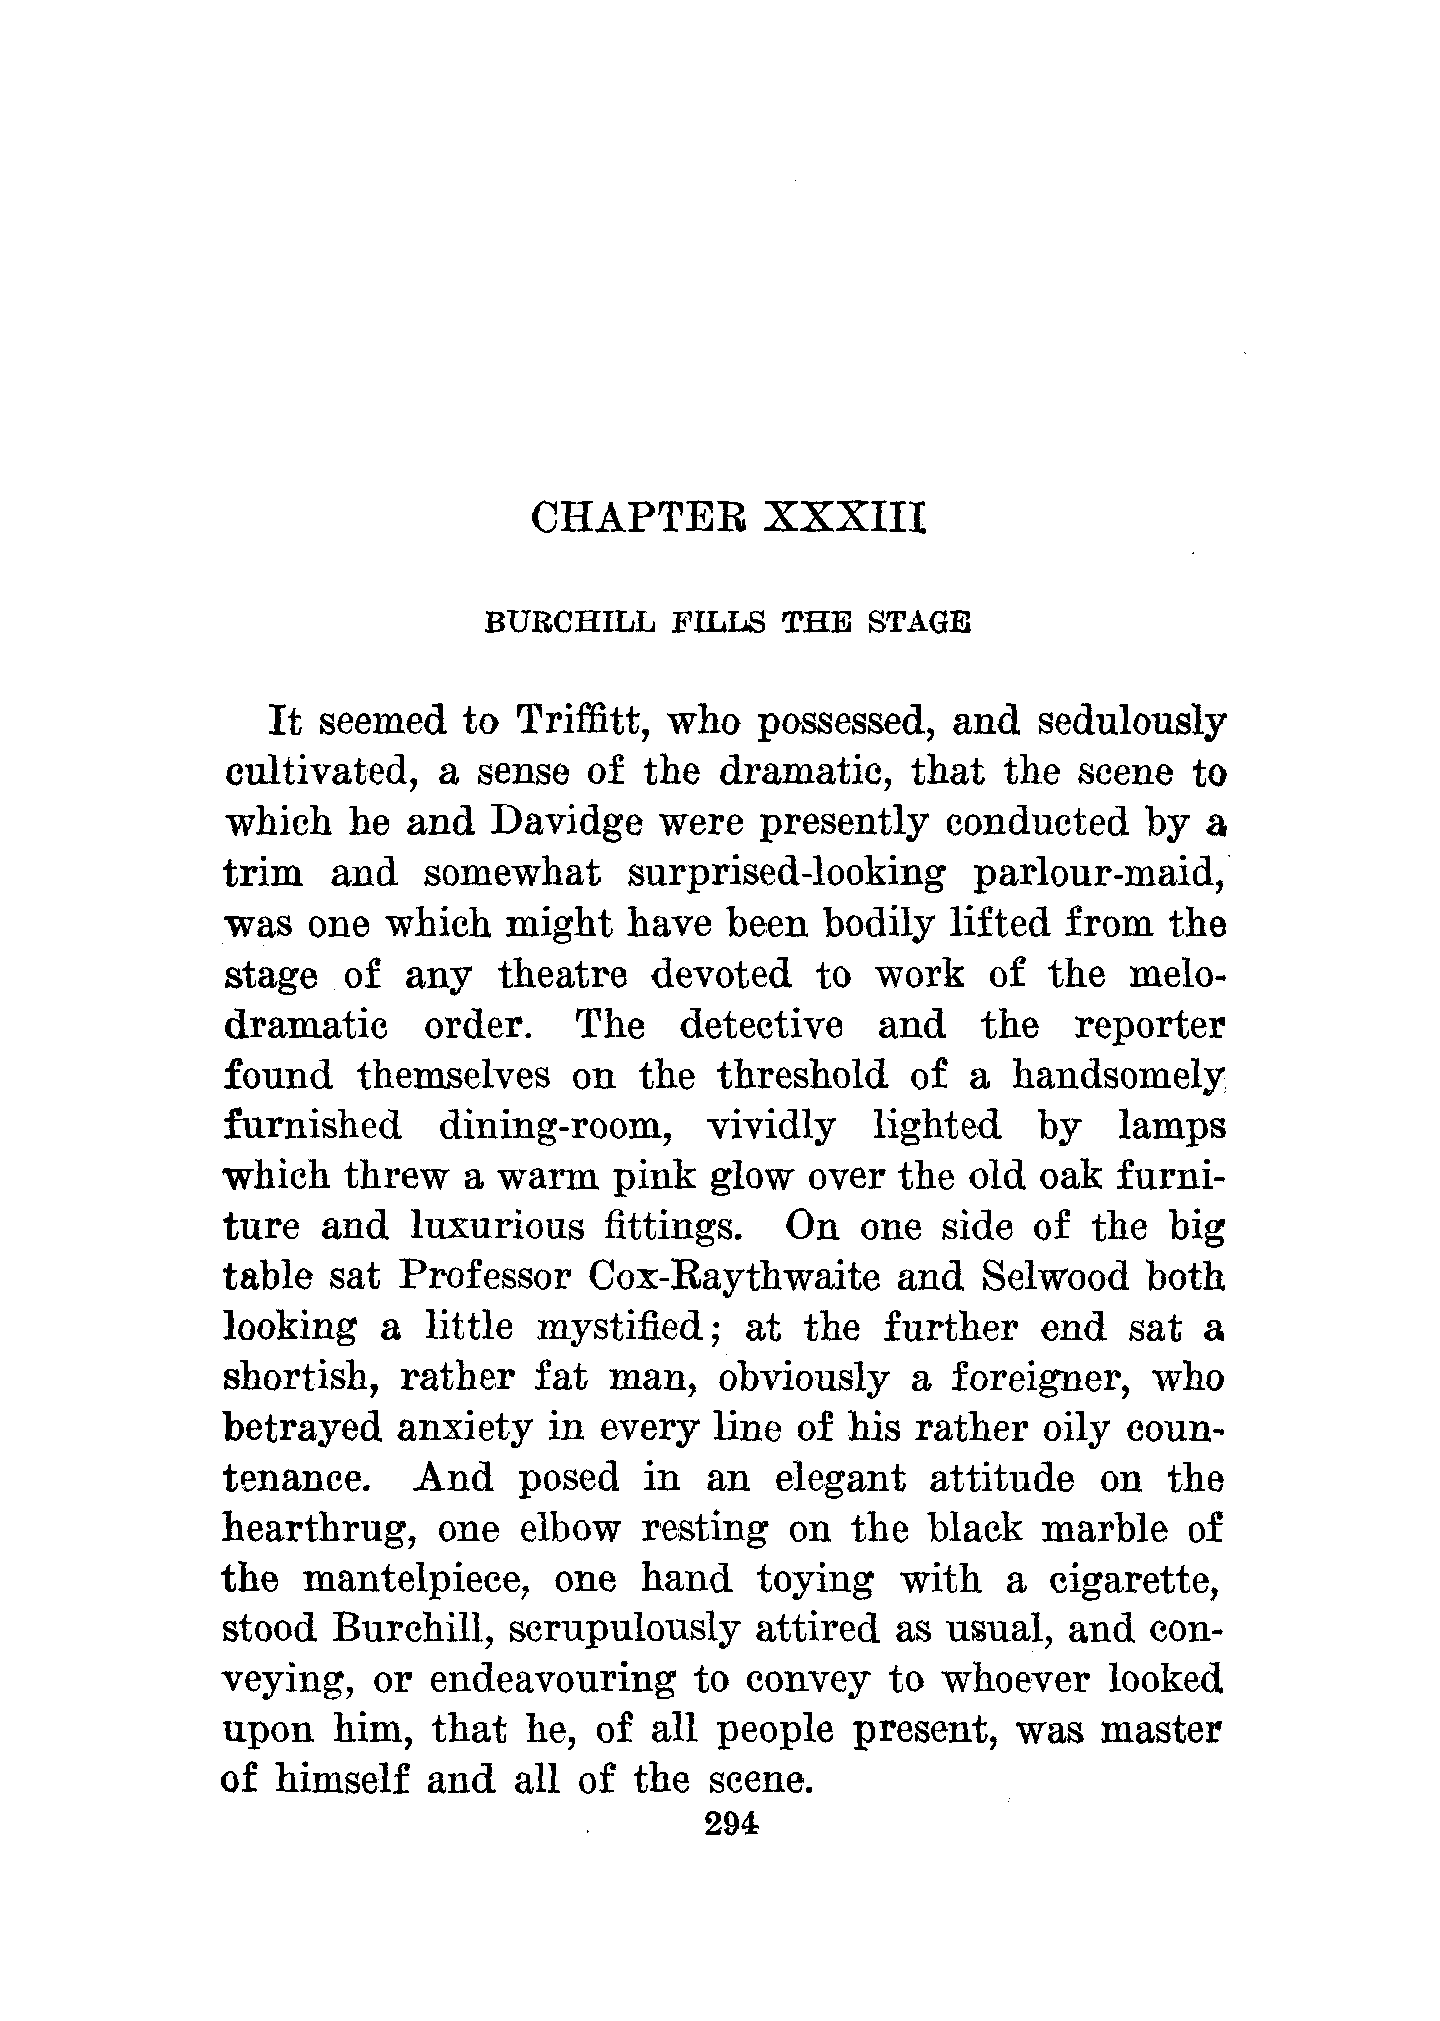 CHAPTER XXXIII
BURCHILL FILLS THE STAGE
It seemed to Triffitt, who possessed, and sedulously
cultivated, a sense of the dramatic, that the scene to
which he and Davidge were presently conducted by a
trim and somewhat surprised-looking parlour-maid,
was one which might have been bodily lifted from the
stage of any theatre devoted to work of the melo-
dramatic order. The detective and the reporter
found themselves on the threshold of a handsomely
furnished dining-room, vividly lighted by lamps
which threw a warm pink glow over the old oak furni-
ture and luxurious fittings. On one side of the big
table sat Professor Cox-Raythwaite and Selwood both
looking a little mystified; at the further end sat a
shortish, rather fat man, obviously a foreigner, who
betrayed anxiety in every line of his rather oily coun-
tenance. And posed in an elegant attitude on the
hearthrug, one elbow resting on the black marble of
the mantelpiece, one hand toying with a cigarette,
stood Burchill, scrupulously attired as usual, and con-
veying, or endeavouring to convey to whoever looked
upon him, that he, of all people present, was master
of himself and all of the scene.
294